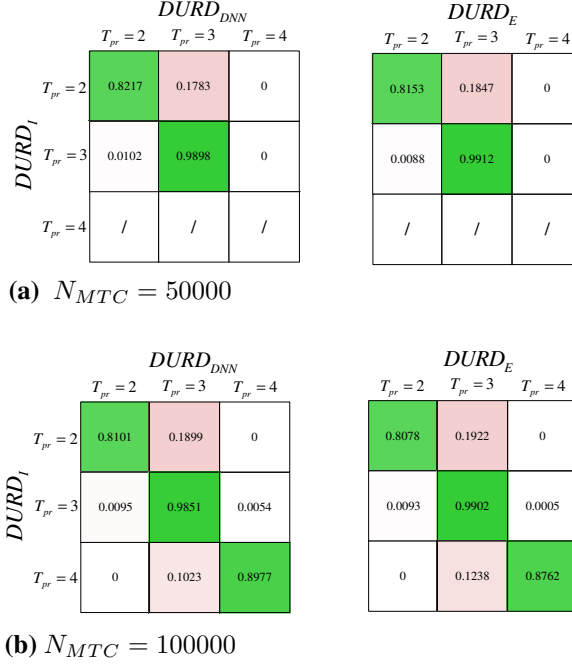 DURD_DNN DURD_E
T_pr = 2 T_pr = 3 T_pr = 4 T_pr = 2 T_pr = 3 T_pr = 4
DURD_I
T_pr = 2 0.8217 0.1783 0 0.8153 0.1847 0
T_pr = 3 0.0102 0.9898 0 0.0088 0.9912 0
T_pr = 4 / / / / / /
(a) N_MTC = 50000
DURD_DNN DURD_E
T_pr = 2 T_pr = 3 T_pr = 4 T_pr = 2 T_pr = 3 T_pr = 4
DURD_I
T_pr = 2 0.8101 0.1899 0 0.8078 0.1922 0
T_pr = 3 0.0095 0.9851 0.0054 0.0093 0.9902 0.0005
T_pr = 4 0 0.1023 0.8977 0 0.1238 0.8762
(b) N_MTC = 100000